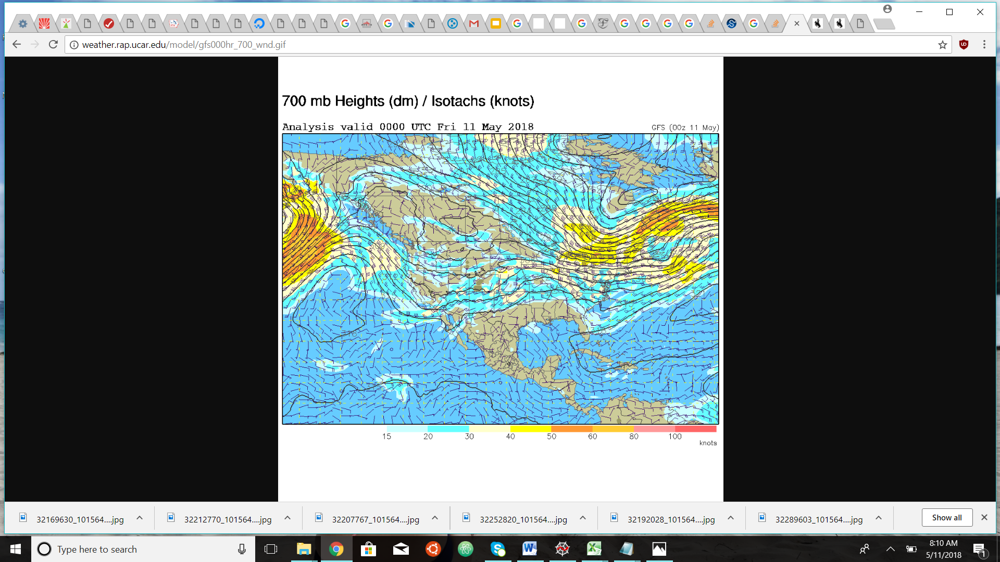 weather.rap.ucar.edu/model/gfs000hr_700_wnd.gif
700 mb Heights (dm) / Isotachs (knots)
Analysis valid 0000 UTC Fri 11 May 2018
GFS (00z 11 May)
15 20 30 40 50 60 80 100
knots
32169630_101564....jpg
32212770_101564....jpg
32207767_101564....jpg
32252820_101564....jpg
32192028_101564....jpg
32289603_101564....jpg
Show all
Type here to search
8:10 AM
5/11/2018
1